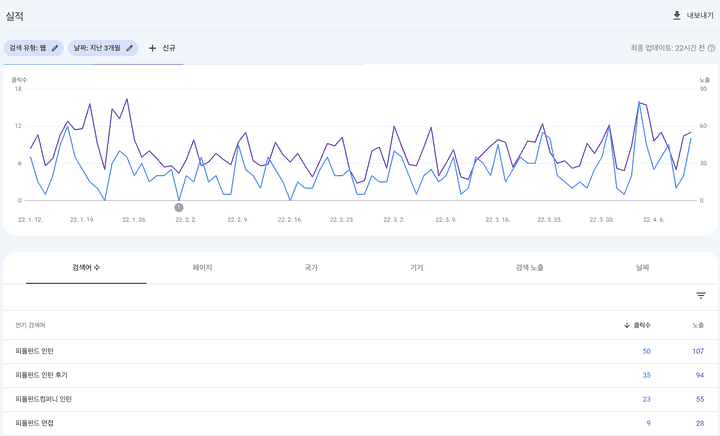 실적
내보내기
검색 유형: 웹
날짜: 지난 3개월
신규
최종 업데이트: 22시간 전
클릭수
노출
18
90
12
60
6
30
0
0
22. 1. 12.
22. 1. 19.
22. 1. 26.
22. 2. 2.
22. 2. 9.
22. 2. 16.
22. 2. 23.
22. 3. 2.
22. 3. 9.
22. 3. 16.
22. 3. 23.
22. 3. 30.
22. 4. 6.
1
검색어 수
페이지
국가
기기
검색 노출
날짜
인기 검색어
클릭수
노출
피플펀드 인턴 50 107
피플펀드 인턴 후기 35 94
피플펀드컴퍼니 인턴 23 55
피플펀드 면접 9 28